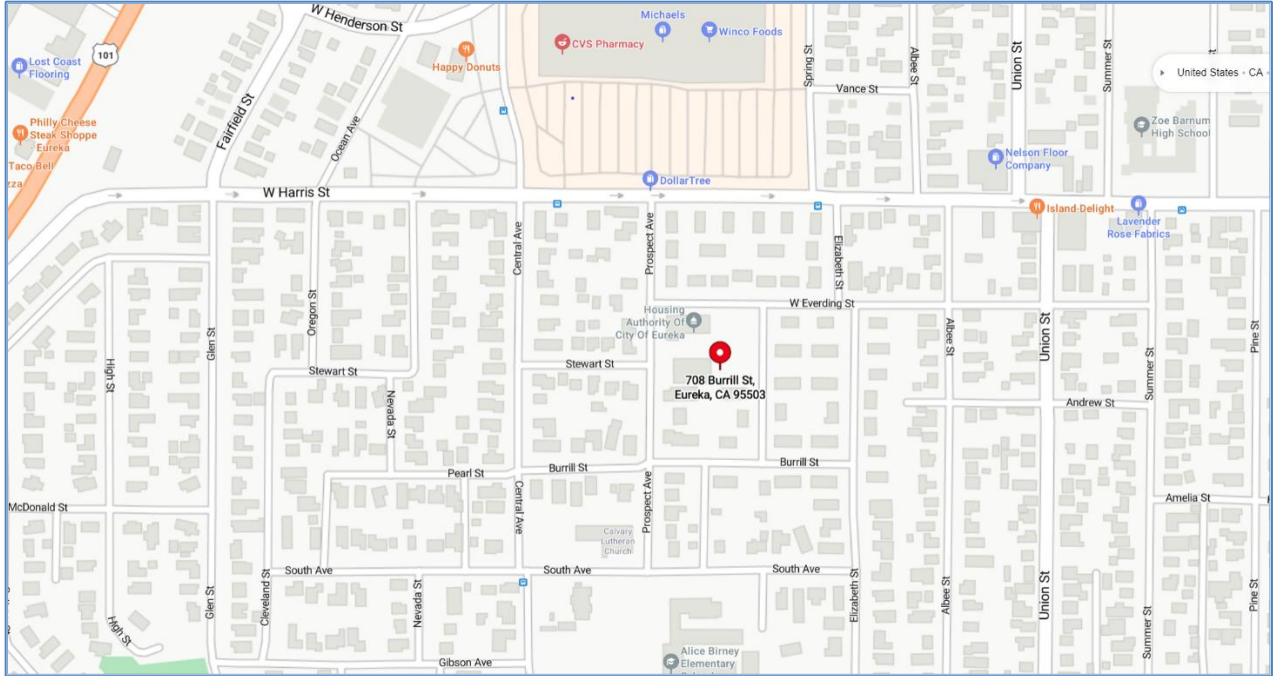 W Henderson St
Michaels
Winco Foods
CVS Pharmacy
Happy Donuts
101
Lost Coast
Flooring
Fairfield St
Ocean Ave
Spring St
Albee St
Union St
Summer St
United States - CA
Vance St
Philly Cheese
Steak Shoppe
- Eureka
Taco Bell
zza
Zoe Barnum
High School
Nelson Floor
Company
W Harris St
DollarTree
Island Delight
Lavender
Rose Fabrics
Central Ave
Prospect Ave
Elizabeth St
W Everding St
Housing
Authority Of
City Of Eureka
Oregon St
Glen St
High St
Stewart St
Stewart St
708 Burrill St,
Eureka, CA 95503
Albee St
Union St
Summer St
Pine St
Andrew St
Nevada St
Pearl St
Burrill St
Burrill St
McDonald St
Central Ave
Prospect Ave
Amelia St
Calvary
Lutheran
Church
South Ave
South Ave
South Ave
Glen St
Cleveland St
Nevada St
Elizabeth St
Albee St
Union St
Summer St
Pine St
High St
Gibson Ave
Alice Birney
Elementary